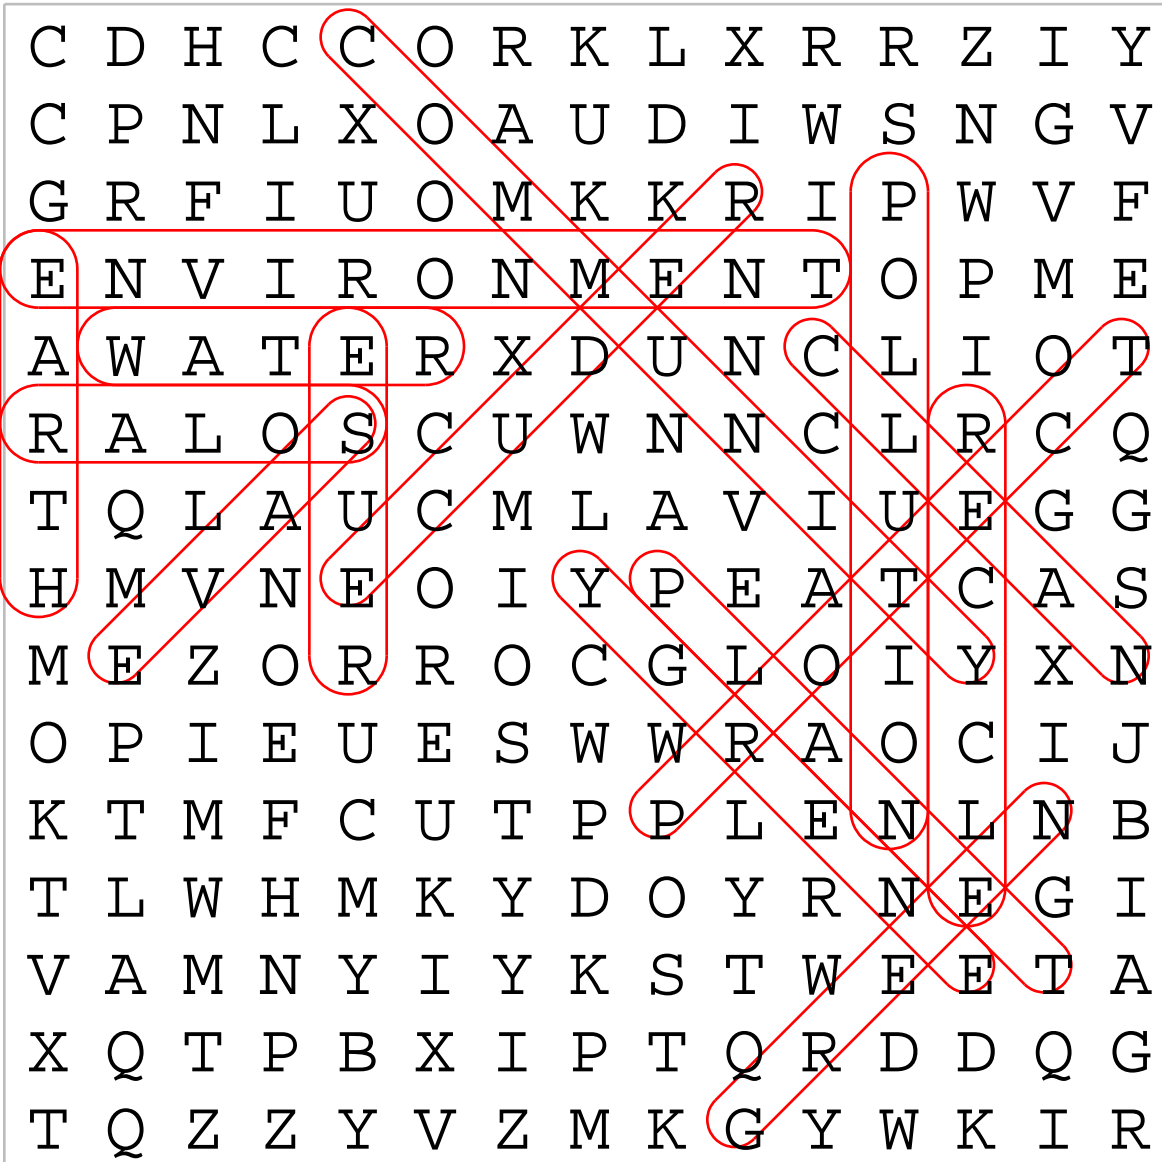 C D H C C O R K L X R R Z I Y
C P N L X O A U D I W S N G V
G R F I U O M K K R I P W V F
E N V I R O N M E N T O P M E
A W A T E R X D U N C L I O T
R A L O S C U W N N C L R C Q
T Q L A U C M L A V I U E G G
H M V N E O I Y P E A T C A S
M E Z O R R O C G L O I Y X N
O P I E U E S W W R A O C I J
K T M F C U T P P L E N L N B
T L W H M K Y D O Y R N E G I
V A M N Y I Y K S T W E E T A
X Q T P B X I P T Q R D D Q G
T Q Z Z Y V Z M K G Y W K I R